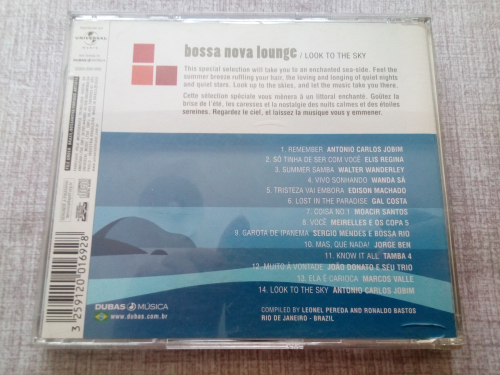 bossa nova lounge / LOOK TO THE SKY
This special selection will take you to an enchanted sea-side. Feel the
summer breeze ruffling your hair, the loving and longing of quiet nights
and quiet stars. Look up to the skies, and let the music take you there.
Cette sélection spéciale vous mènera à un littoral enchanté. Goûtez la
brise de l'été, les caresses et la nostalgie des nuits calmes et des étoiles
sereines. Regardez le ciel, et laissez la musique vous y emmener.
1. REMEMBER ANTONIO CARLOS JOBIM
2. SÓ TINHA DE SER COM VOCÊ ELIS REGINA
3. SUMMER SAMBA WALTER WANDERLEY
4. VIVO SONHANDO WANDA SÁ
5. TRISTEZA VAI EMBORA EDISON MACHADO
6. LOST IN THE PARADISE GAL COSTA
7. COISA NO.1 MOACIR SANTOS
8. VOCÊ MEIRELLES E OS COPA 5
9. GAROTA DE IPANEMA SERGIO MENDES E BOSSA RIO
10. MAS, QUE NADA! JORGE BEN
11. KNOW IT ALL TAMBA 4
12. MUITO À VONTADE JOÃO DONATO E SEU TRIO
13. ELA É CARIOCA MARCOS VALLE
14. LOOK TO THE SKY ANTONIO CARLOS JOBIM
COMPILED BY LEONEL PEREDA AND RONALDO BASTOS
RIO DE JANEIRO - BRAZIL
DUBAS MÚSICA
www.dubas.com.br
UNIVERSAL
3 259120 016928